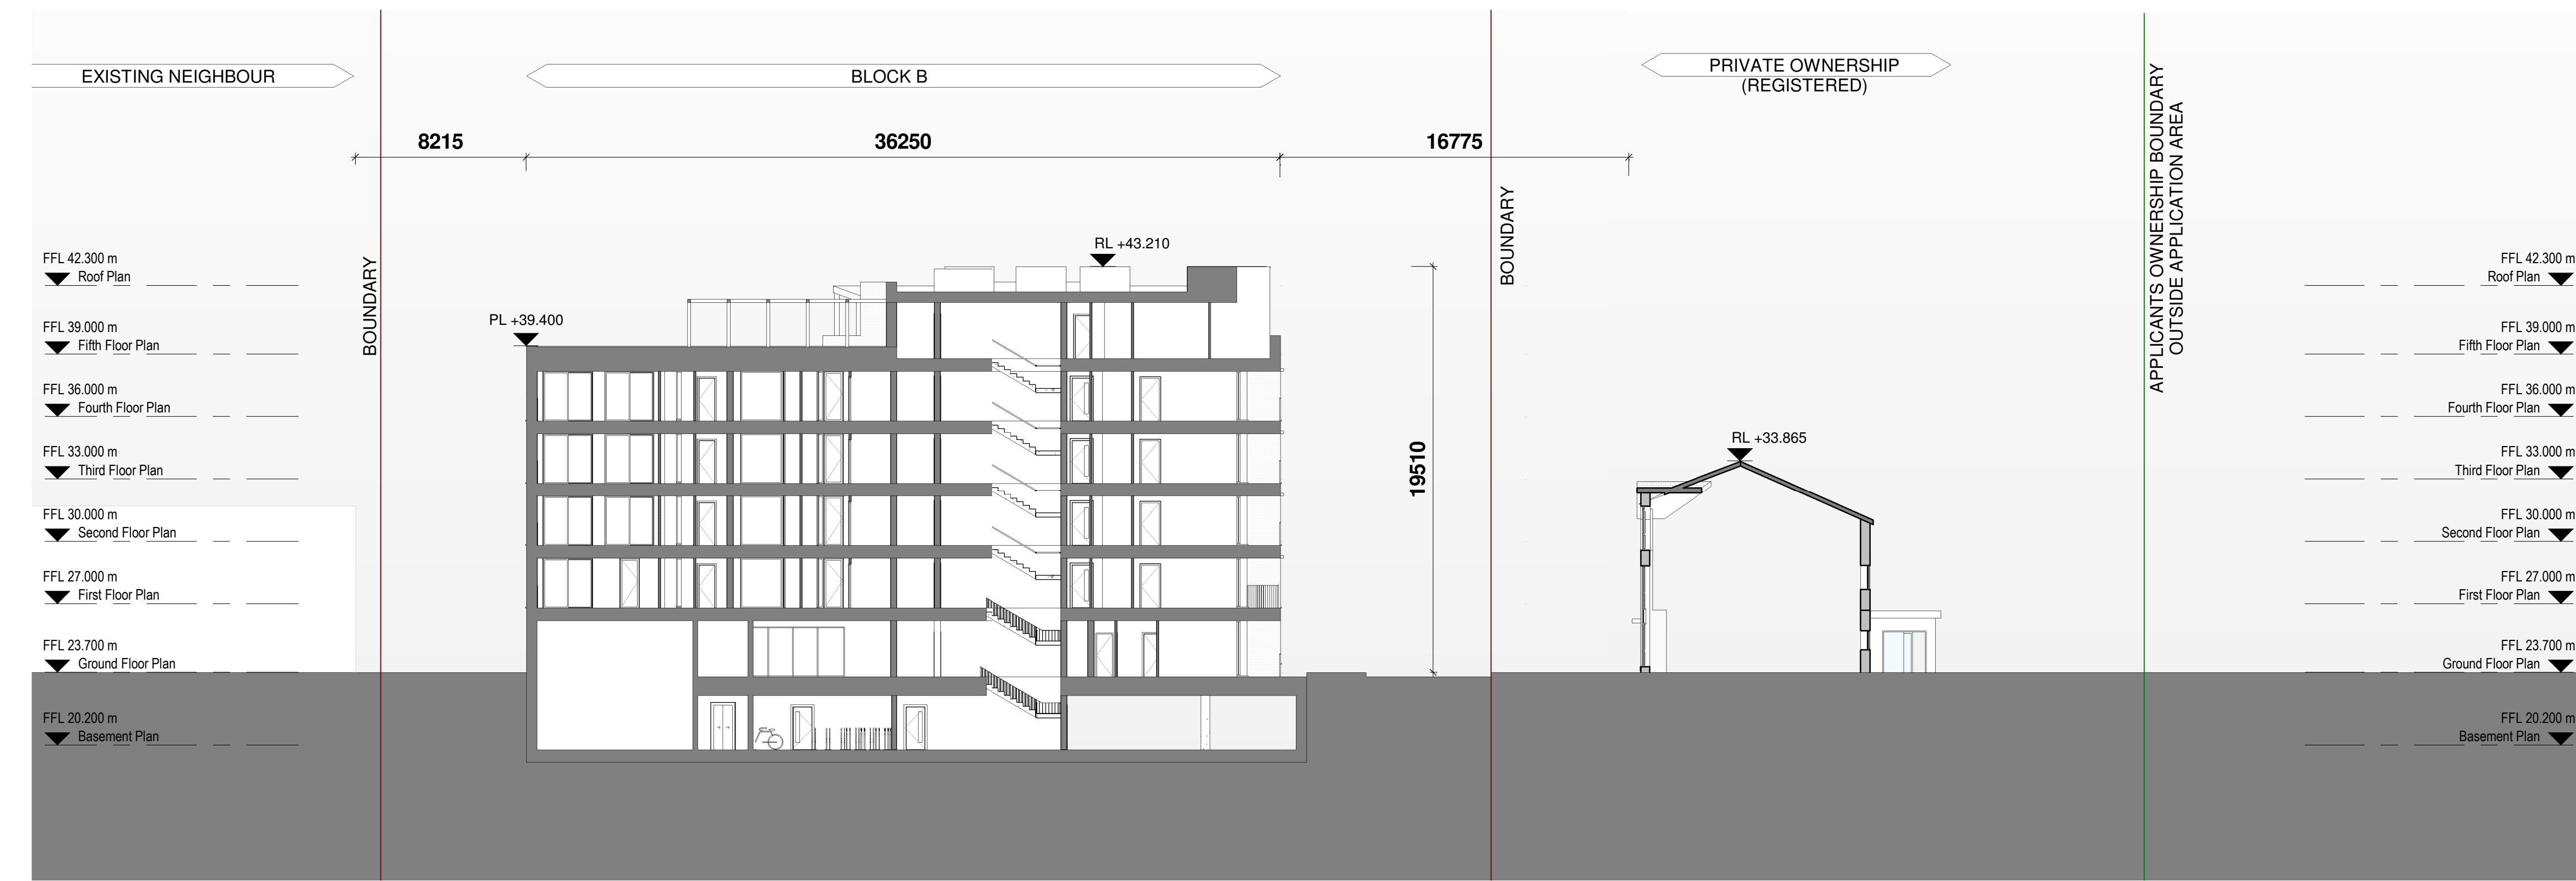 EXISTING NEIGHBOUR
BLOCK B
PRIVATE OWNERSHIP
(REGISTERED)
8215
36250
16775
BOUNDARY
BOUNDARY
APPLICANTS OWNERSHIP BOUNDARY
OUTSIDE APPLICATION AREA
RL +43.210
PL +39.400
RL +33.865
19510
FFL 42.300 m
Roof Plan
FFL 39.000 m
Fifth Floor Plan
FFL 36.000 m
Fourth Floor Plan
FFL 33.000 m
Third Floor Plan
FFL 30.000 m
Second Floor Plan
FFL 27.000 m
First Floor Plan
FFL 23.700 m
Ground Floor Plan
FFL 20.200 m
Basement Plan
FFL 42.300 m
Roof Plan
FFL 39.000 m
Fifth Floor Plan
FFL 36.000 m
Fourth Floor Plan
FFL 33.000 m
Third Floor Plan
FFL 30.000 m
Second Floor Plan
FFL 27.000 m
First Floor Plan
FFL 23.700 m
Ground Floor Plan
FFL 20.200 m
Basement Plan